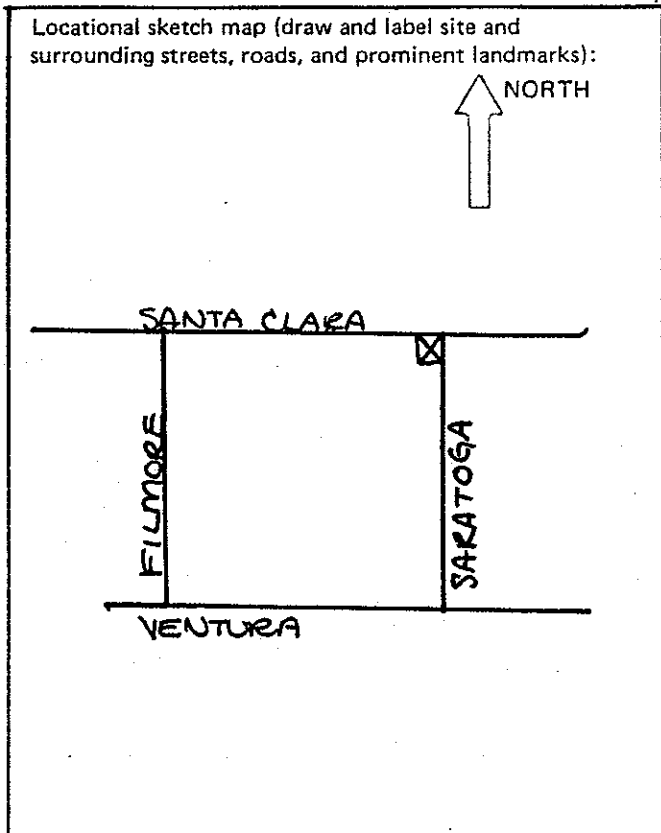 Locational sketch map (draw and label site and
surrounding streets, roads, and prominent landmarks):
NORTH
SANTA CLARA
FILMORE
SARATOGA
VENTURA